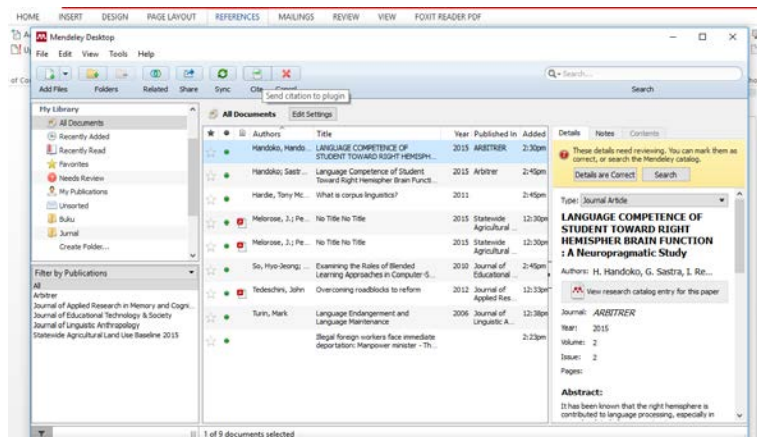 HOME INSERT DESIGN PAGE LAYOUT REFERENCES MAILINGS REVIEW VIEW FOXIT READER PDF
Mendeley Desktop
File Edit View Tools Help
Add Files Folders Related Share Sync Cite Cancel Search
Search...
Send citation to plugin
My Library
All Documents
Recently Added
Recently Read
Favorites
Needs Review
My Publications
Unsorted
Buku
Jurnal
Create Folder...
Filter by Publications
All
Arbitrer
Journal of Applied Research in Memory and Cogni...
Journal of Educational Technology & Society
Journal of Linguistic Anthropology
Statewide Agricultural Land Use Baseline 2015
All Documents Edit Settings
Authors Title Year Published In Added
Handoko, Hando... LANGUAGE COMPETENCE OF STUDENT TOWARD RIGHT HEMISPH... 2015 ARBITRER 2:30pm
Handoko; Sastr... Language Competence of Student Toward Right Hemispher Brain Functi... 2015 Arbitrer 2:45pm
Hardie, Tony Mc... What is corpus linguistics? 2011 2:45pm
Melorose, J.; Pe... No Title No Title 2015 Statewide Agricultural ... 12:30pm
Melorose, J.; Pe... No Title No Title 2015 Statewide Agricultural ... 12:30pm
So, Hyo-Jeong; ... Examining the Roles of Blended Learning Approaches in Computer-S... 2010 Journal of Educational ... 2:45pm
Tedeschini, John Overcoming roadblocks to reform 2012 Journal of Applied Res... 12:33pm
Turin, Mark Language Endangerment and Language Maintenance 2006 Journal of Linguistic A... 12:38pm
Illegal foreign workers face immediate deportation: Manpower minister - Th... 2:23pm
1 of 9 documents selected
Details Notes Contents
These details need reviewing. You can mark them as
correct, or search the Mendeley catalog.
Details are Correct Search
Type: Journal Article
LANGUAGE COMPETENCE OF
STUDENT TOWARD RIGHT
HEMISPHER BRAIN FUNCTION
: A Neuropragmatic Study
Authors: H. Handoko, G. Sastra, I. Re...
View research catalog entry for this paper
Journal: ARBITRER
Year: 2015
Volume: 2
Issue: 2
Pages:
Abstract:
It has been known that the right hemisphere is
contributed to language processing, especially in